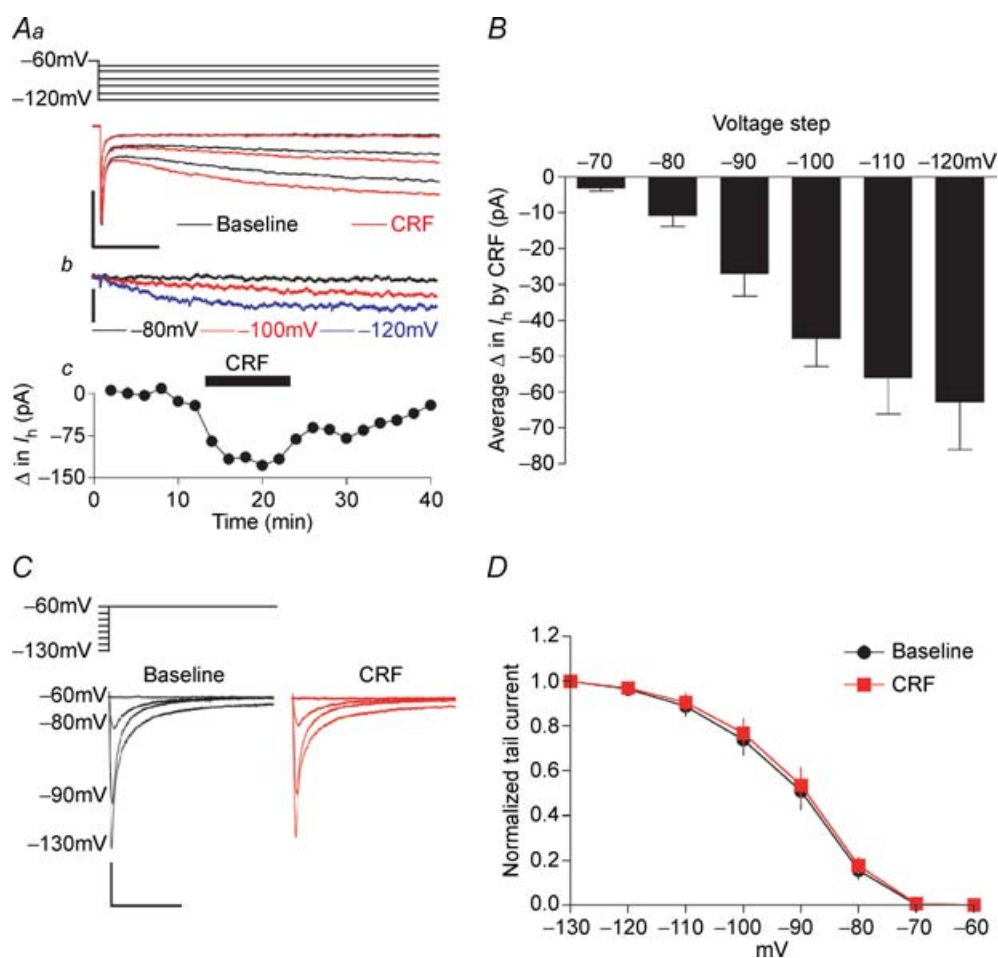 Aa
–60mV
–120mV
Baseline
CRF
b
–80mV
–100mV
–120mV
c
CRF
Δ in Ih (pA)
0
–75
–150
0
10
20
30
40
Time (min)
B
Voltage step
–70
–80
–90
–100
–110
–120mV
Average Δ in Ih by CRF (pA)
0
–10
–20
–30
–40
–50
–60
–70
–80
C
–60mV
–130mV
Baseline
CRF
–60mV
–80mV
–90mV
–130mV
D
Baseline
CRF
Normalized tail current
1.2
1.0
0.8
0.6
0.4
0.2
0.0
–130
–120
–110
–100
–90
–80
–70
–60
mV